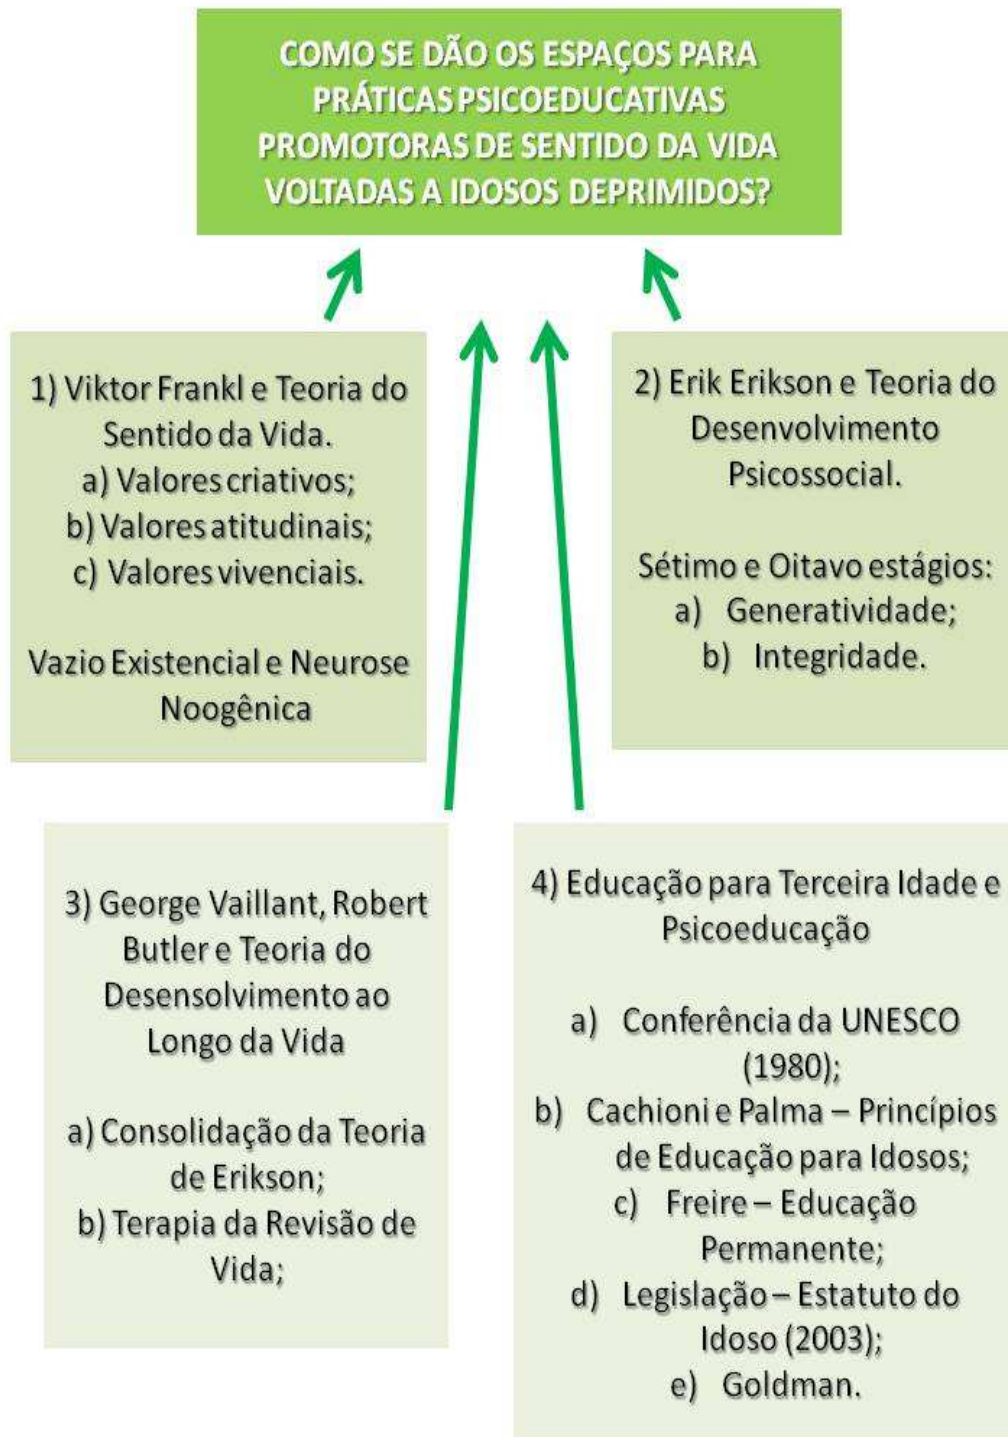 COMO SE DÃO OS ESPAÇOS PARA
PRÁTICAS PSICOEDUCATIVAS
PROMOTORAS DE SENTIDO DA VIDA
VOLTADAS A IDOSOS DEPRIMIDOS?
1) Viktor Frankl e Teoria do
Sentido da Vida.
a) Valores criativos;
b) Valores atitudinais;
c) Valores vivenciais.
Vazio Existencial e Neurose
Noogênica
2) Erik Erikson e Teoria do
Desenvolvimento
Psicossocial.
Sétimo e Oitavo estágios:
a) Generatividade;
b) Integridade.
3) George Vaillant, Robert
Butler e Teoria do
Desensolvimento ao
Longo da Vida
a) Consolidação da Teoria
de Erikson;
b) Terapia da Revisão de
Vida;
4) Educação para Terceira Idade e
Psicoeducação
a) Conferência da UNESCO
(1980);
b) Cachioni e Palma – Princípios
de Educação para Idosos;
c) Freire – Educação
Permanente;
d) Legislação – Estatuto do
Idoso (2003);
e) Goldman.